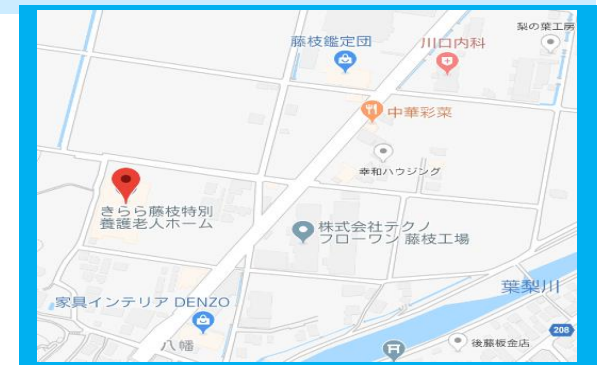 梨の葉工房
藤枝鑑定団
川口内科
中華彩菜
幸和ハウジング
きらら藤枝特別
養護老人ホーム
株式会社テクノ
フローワン 藤枝工場
葉梨川
家具インテリア DENZO
208
後藤板金店
八幡